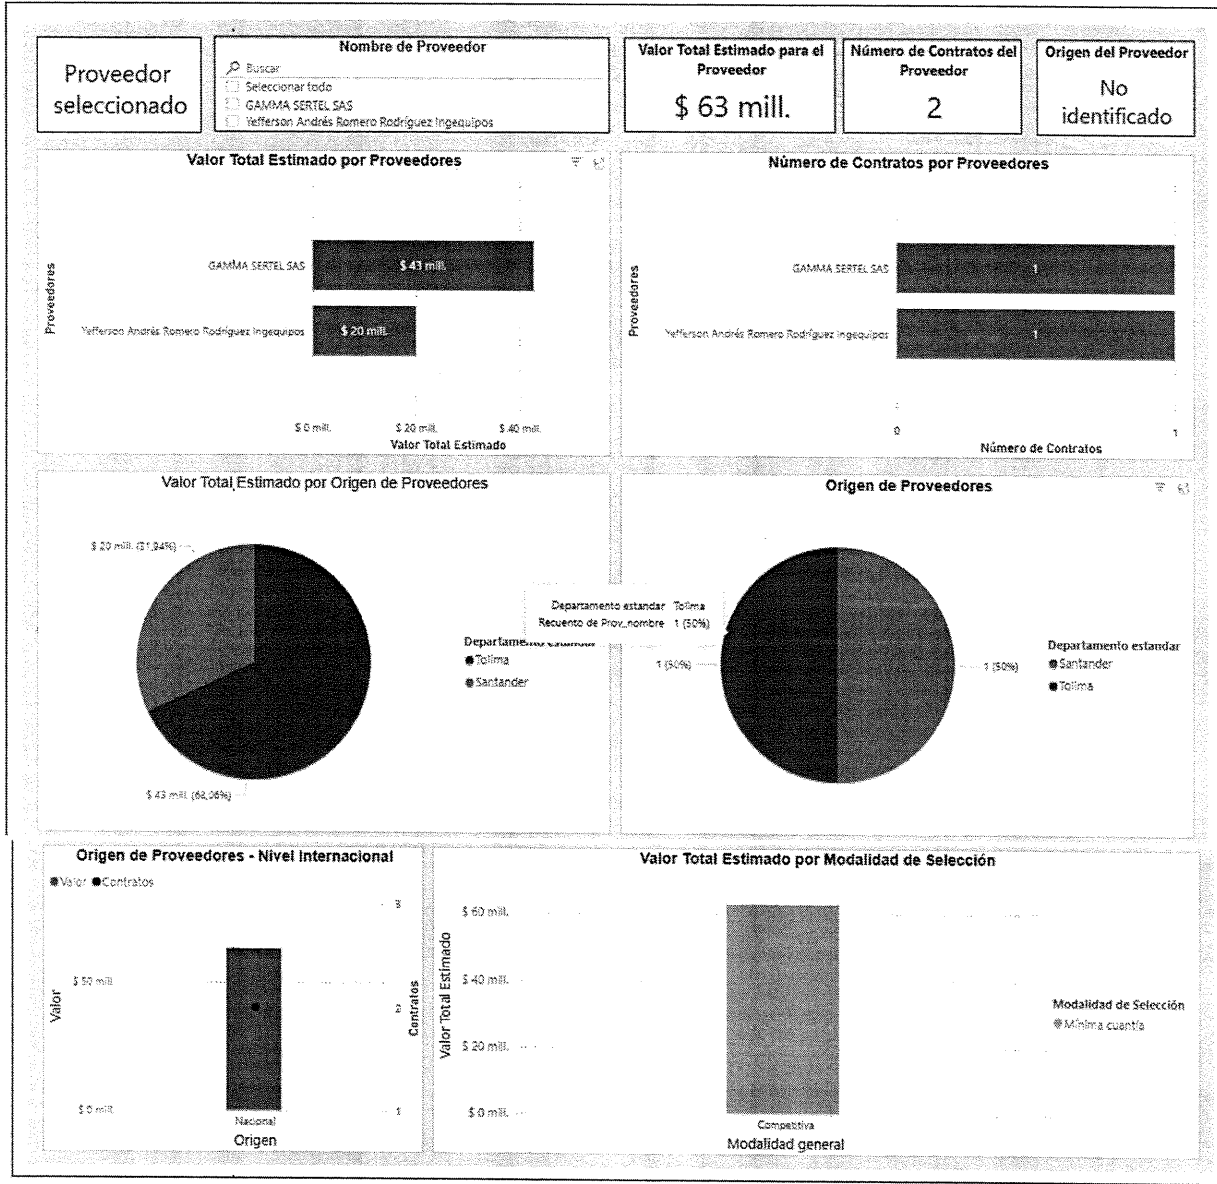 Proveedor
seleccionado
Nombre de Proveedor
Buscar
Seleccionar todo
GAMMA SERTEL SAS
Yefferson Andrés Romero Rodríguez Ingequipos
Valor Total Estimado para el
Proveedor
$ 63 mill.
Número de Contratos del
Proveedor
2
Origen del Proveedor
No
identificado
Valor Total Estimado por Proveedores
Proveedores
GAMMA SERTEL SAS
$ 43 mill.
Yefferson Andrés Romero Rodríguez Ingequipos
$ 20 mill.
$ 0 mill.
$ 20 mill.
$ 40 mill.
Valor Total Estimado
Número de Contratos por Proveedores
Proveedores
GAMMA SERTEL SAS
1
Yefferson Andrés Romero Rodríguez Ingequipos
1
0
1
Número de Contratos
Valor Total Estimado por Origen de Proveedores
$ 20 mill. (31,94%)
$ 43 mill. (68,06%)
Departamento estandar
Tolima
Santander
Origen de Proveedores
Departamento estandar Tolima
Recuento de Prov_nombre 1 (50%)
1 (50%)
1 (50%)
Departamento estandar
Santander
Tolima
Origen de Proveedores - Nivel Internacional
Valor Contratos
3
$ 50 mill.
2
$ 0 mill.
1
Valor
Contratos
Nacional
Origen
Valor Total Estimado por Modalidad de Selección
Valor Total Estimado
$ 60 mill.
$ 40 mill.
$ 20 mill.
$ 0 mill.
Competitiva
Modalidad general
Modalidad de Selección
Mínima cuantía